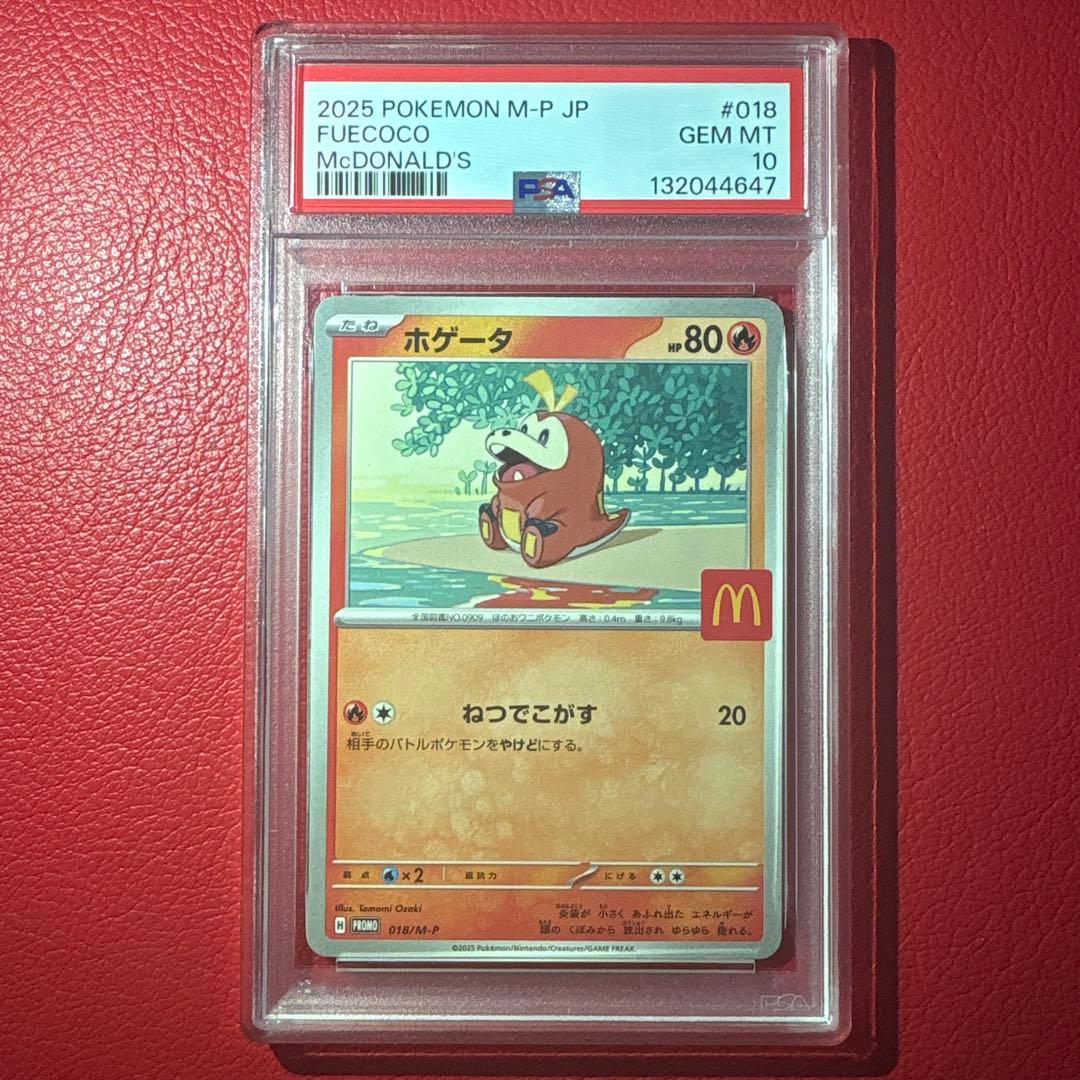 2025 POKEMON M-P JP #018
FUECOCO GEM MT
McDONALD'S 10
PSA 132044647
たね ホゲータ HP80
全国図鑑NO.0909 ほのおワニポケモン 高さ:0.4m 重さ:9.8kg
ねつでこがす 20
相手のバトルポケモンをやけどにする。
弱点 ×2 抵抗力 にげる
Illus. Tomomi Ozaki
炎袋が 小さく あふれ出た エネルギーが
頭の くぼみから 放出され ゆらゆら 揺れる。
H PROMO 018/M-P
©2025 Pokémon/Nintendo/Creatures/GAME FREAK.
PSA